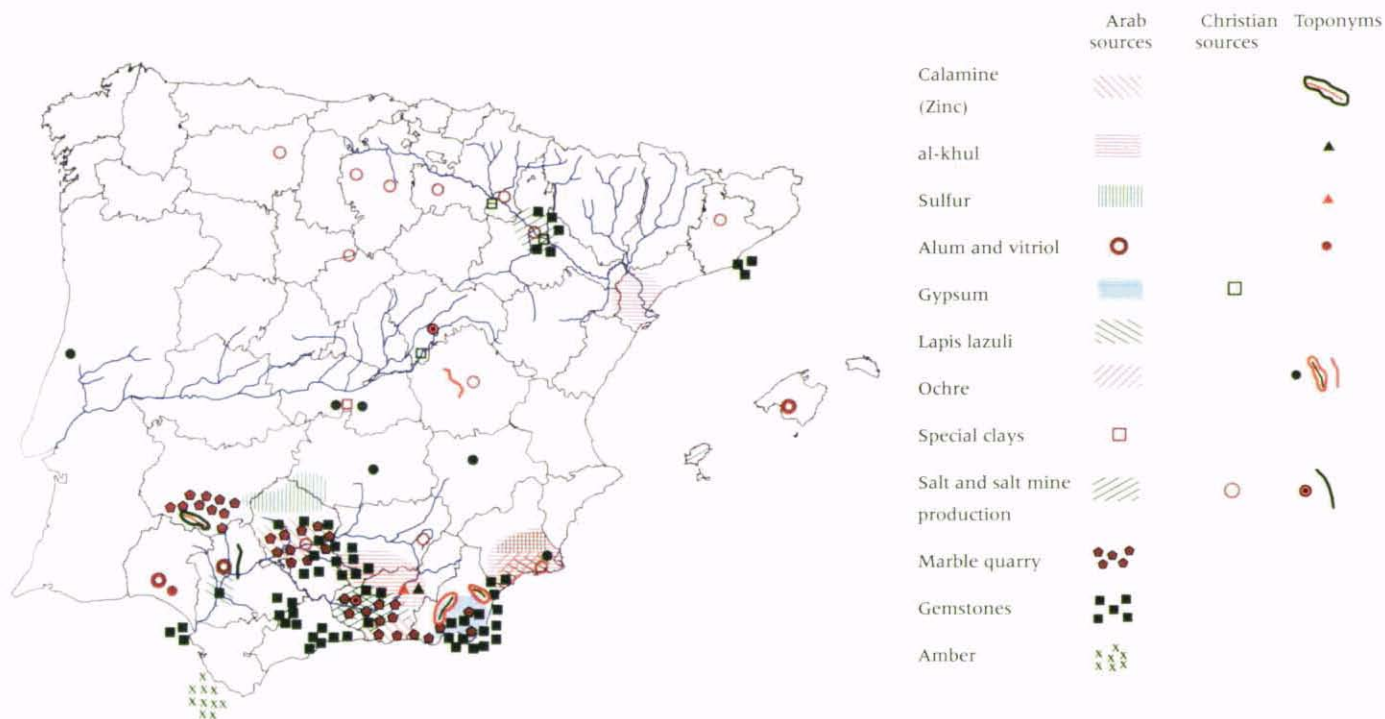 Arab
sources
Christian
sources
Toponyms
Calamine
(Zinc)
al-khul
Sulfur
Alum and vitriol
Gypsum
Lapis lazuli
Ochre
Special clays
Salt and salt mine
production
Marble quarry
Gemstones
Amber